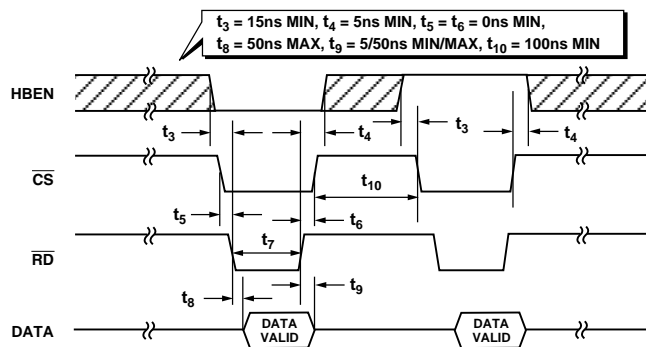 t3 = 15ns MIN, t4 = 5ns MIN, t5 = t6 = 0ns MIN,
t8 = 50ns MAX, t9 = 5/50ns MIN/MAX, t10 = 100ns MIN
HBEN
t3
t4
t3
t4
CS
t10
t5
t6
t7
RD
t8
t9
DATA
DATA
VALID
DATA
VALID